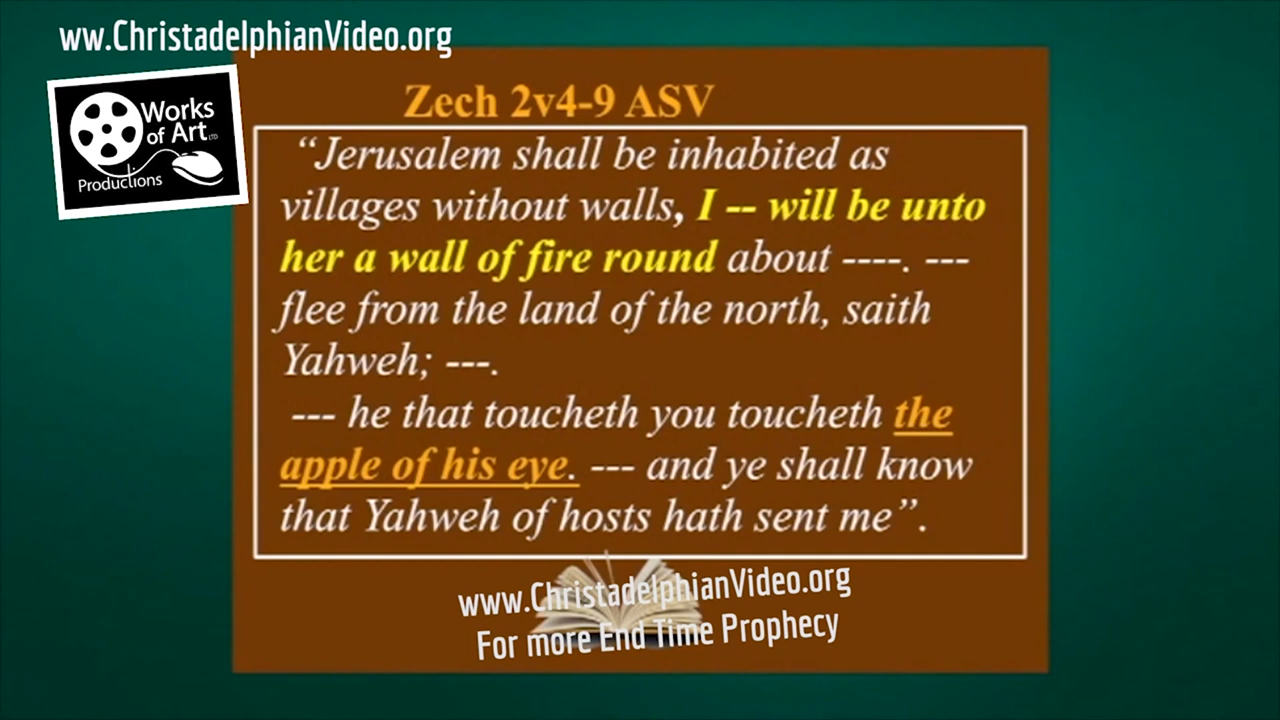 ww.ChristadelphianVideo.org
Works
of Art LTD
Productions
Zech 2v4-9 ASV
“Jerusalem shall be inhabited as
villages without walls, I -- will be unto
her a wall of fire round about ----. ---
flee from the land of the north, saith
Yahweh; ---.
--- he that toucheth you toucheth the
apple of his eye. --- and ye shall know
that Yahweh of hosts hath sent me”.
www.ChristadelphianVideo.org
For more End Time Prophecy